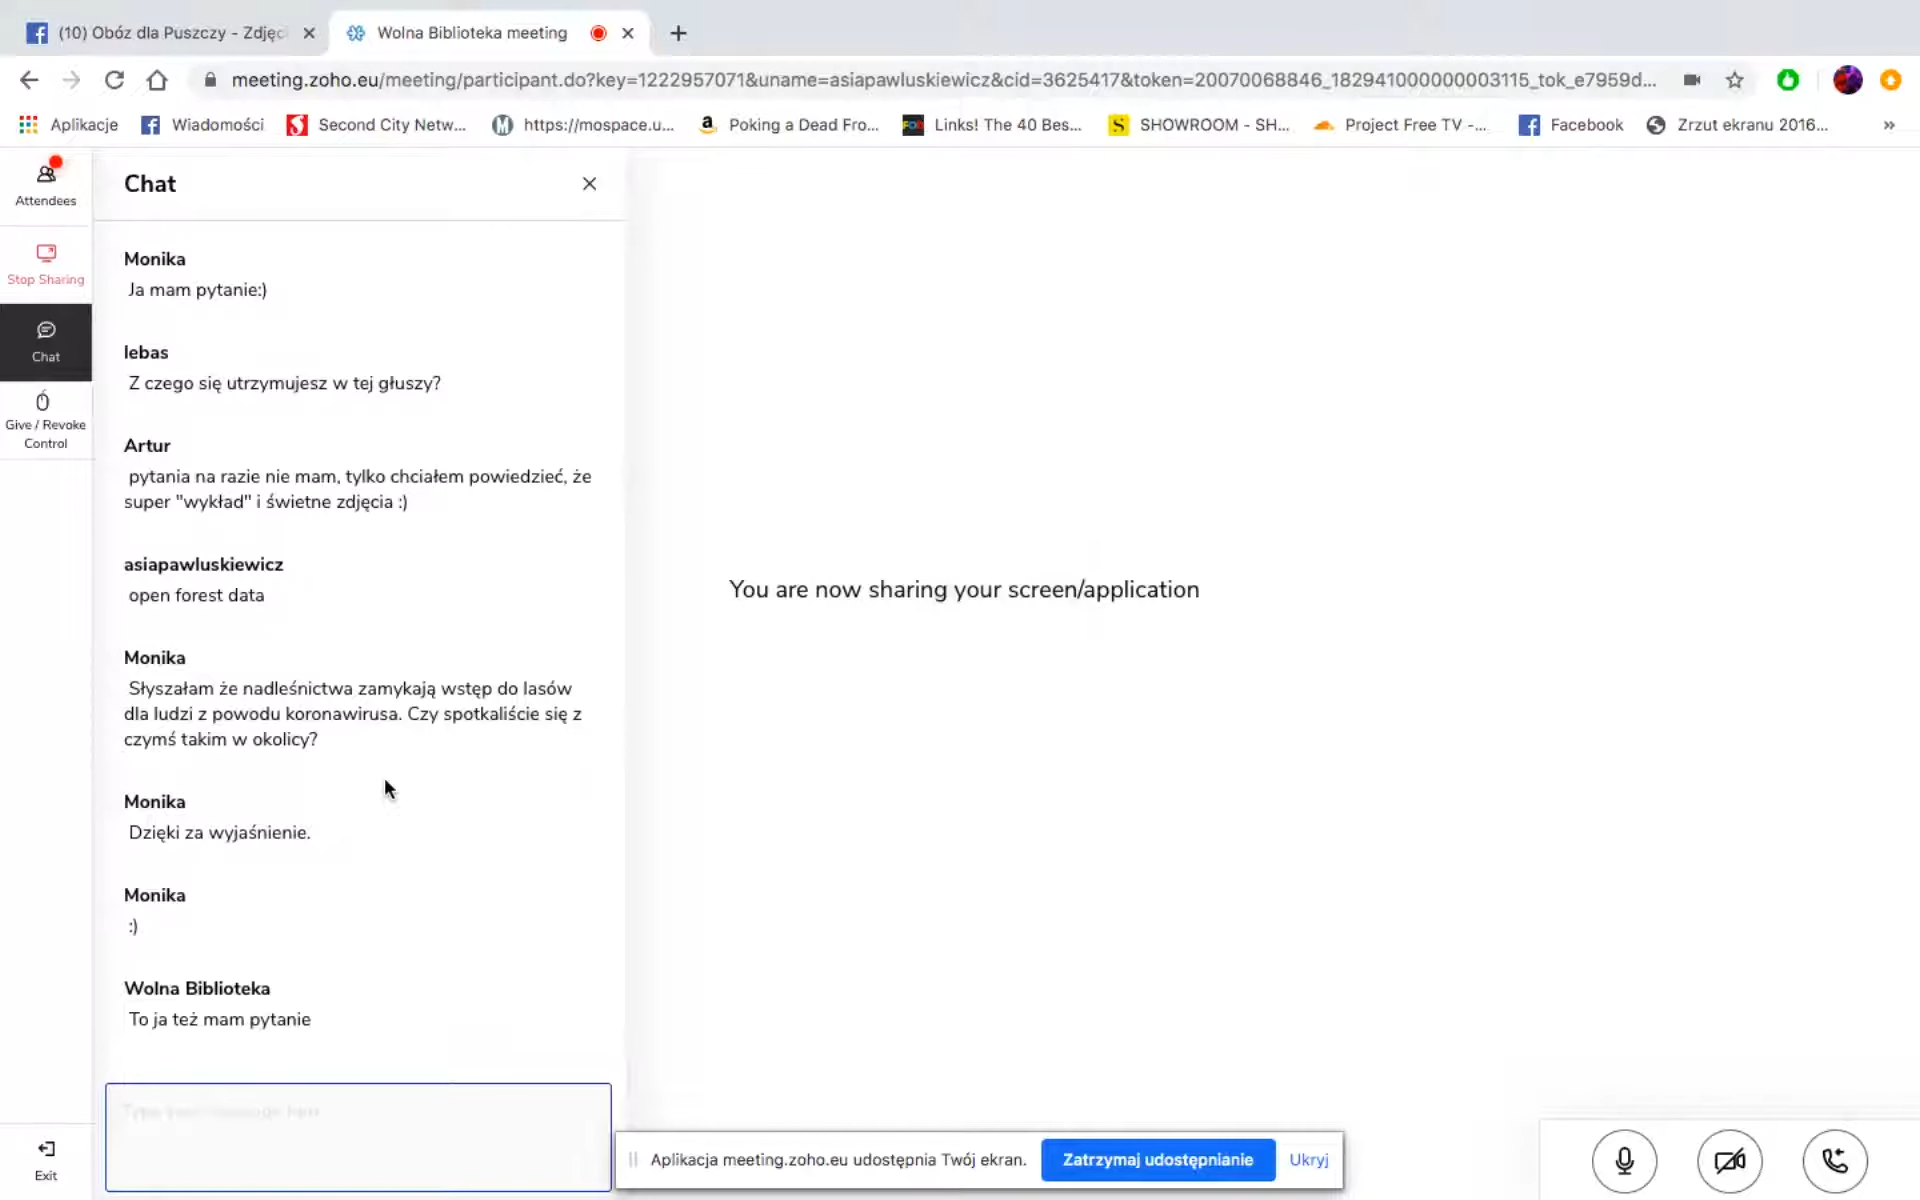 (10) Obóz dla Puszczy - Zdjęc
Wolna Biblioteka meeting
meeting.zoho.eu/meeting/participant.do?key=1222957071&uname=asiapawluskiewicz&cid=3625417&token=20070068846_182941000000003115_tok_e7959d...
Aplikacje
Wiadomości
Second City Netw...
https://mospace.u...
Poking a Dead Fro...
Links! The 40 Bes...
SHOWROOM - SH...
Project Free TV -...
Facebook
Zrzut ekranu 2016...
Attendees
Stop Sharing
Chat
Give / Revoke
Control
Exit
Chat
Monika
Ja mam pytanie:)
lebas
Z czego się utrzymujesz w tej głuszy?
Artur
pytania na razie nie mam, tylko chciałem powiedzieć, że
super "wykład" i świetne zdjęcia :)
asiapawluskiewicz
open forest data
Monika
Słyszałam że nadleśnictwa zamykają wstęp do lasów
dla ludzi z powodu koronawirusa. Czy spotkaliście się z
czymś takim w okolicy?
Monika
Dzięki za wyjaśnienie.
Monika
:)
Wolna Biblioteka
To ja też mam pytanie
Type your message here
You are now sharing your screen/application
Aplikacja meeting.zoho.eu udostępnia Twój ekran.
Zatrzymaj udostępnianie
Ukryj